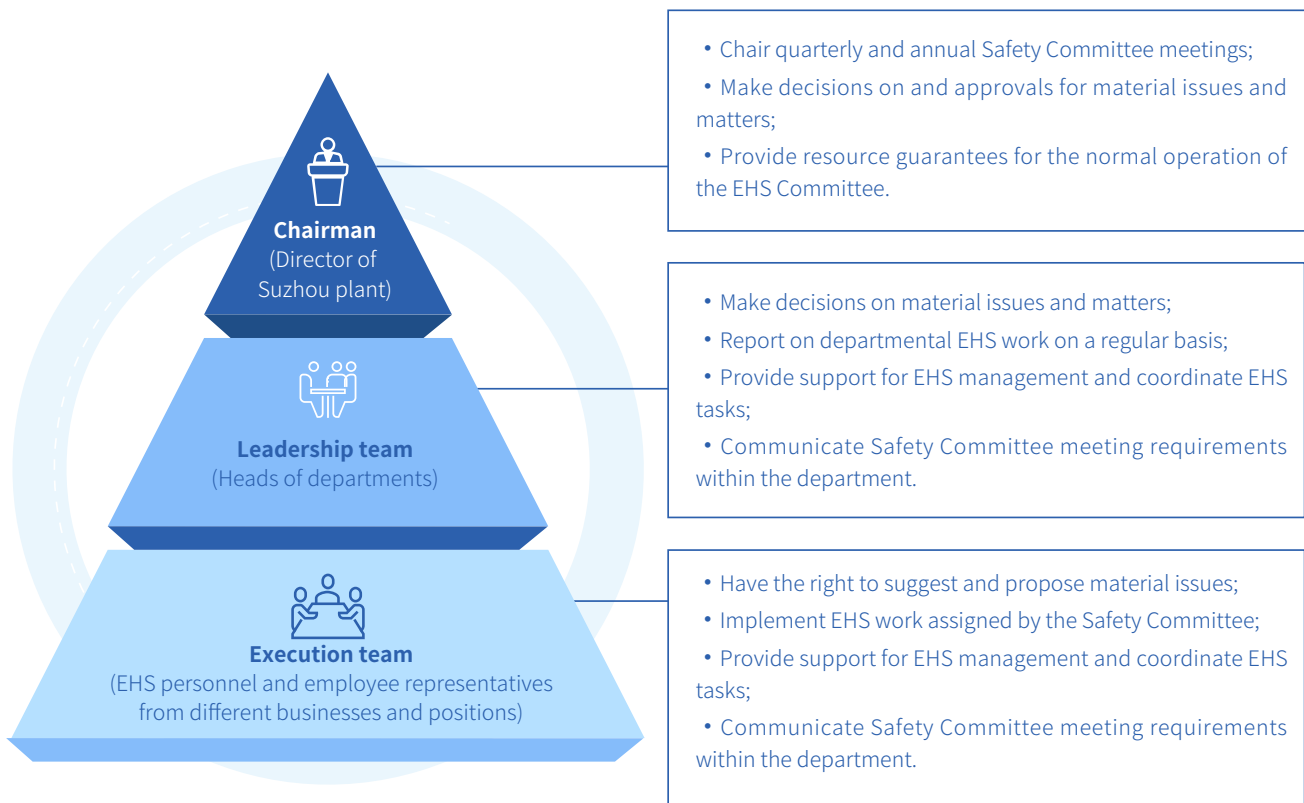 Chairman
(Director of
Suzhou plant)
• Chair quarterly and annual Safety Committee meetings;
• Make decisions on and approvals for material issues and
matters;
• Provide resource guarantees for the normal operation of
the EHS Committee.
Leadership team
(Heads of departments)
• Make decisions on material issues and matters;
• Report on departmental EHS work on a regular basis;
• Provide support for EHS management and coordinate EHS
tasks;
• Communicate Safety Committee meeting requirements
within the department.
Execution team
(EHS personnel and employee representatives
from different businesses and positions)
• Have the right to suggest and propose material issues;
• Implement EHS work assigned by the Safety Committee;
• Provide support for EHS management and coordinate EHS
tasks;
• Communicate Safety Committee meeting requirements
within the department.